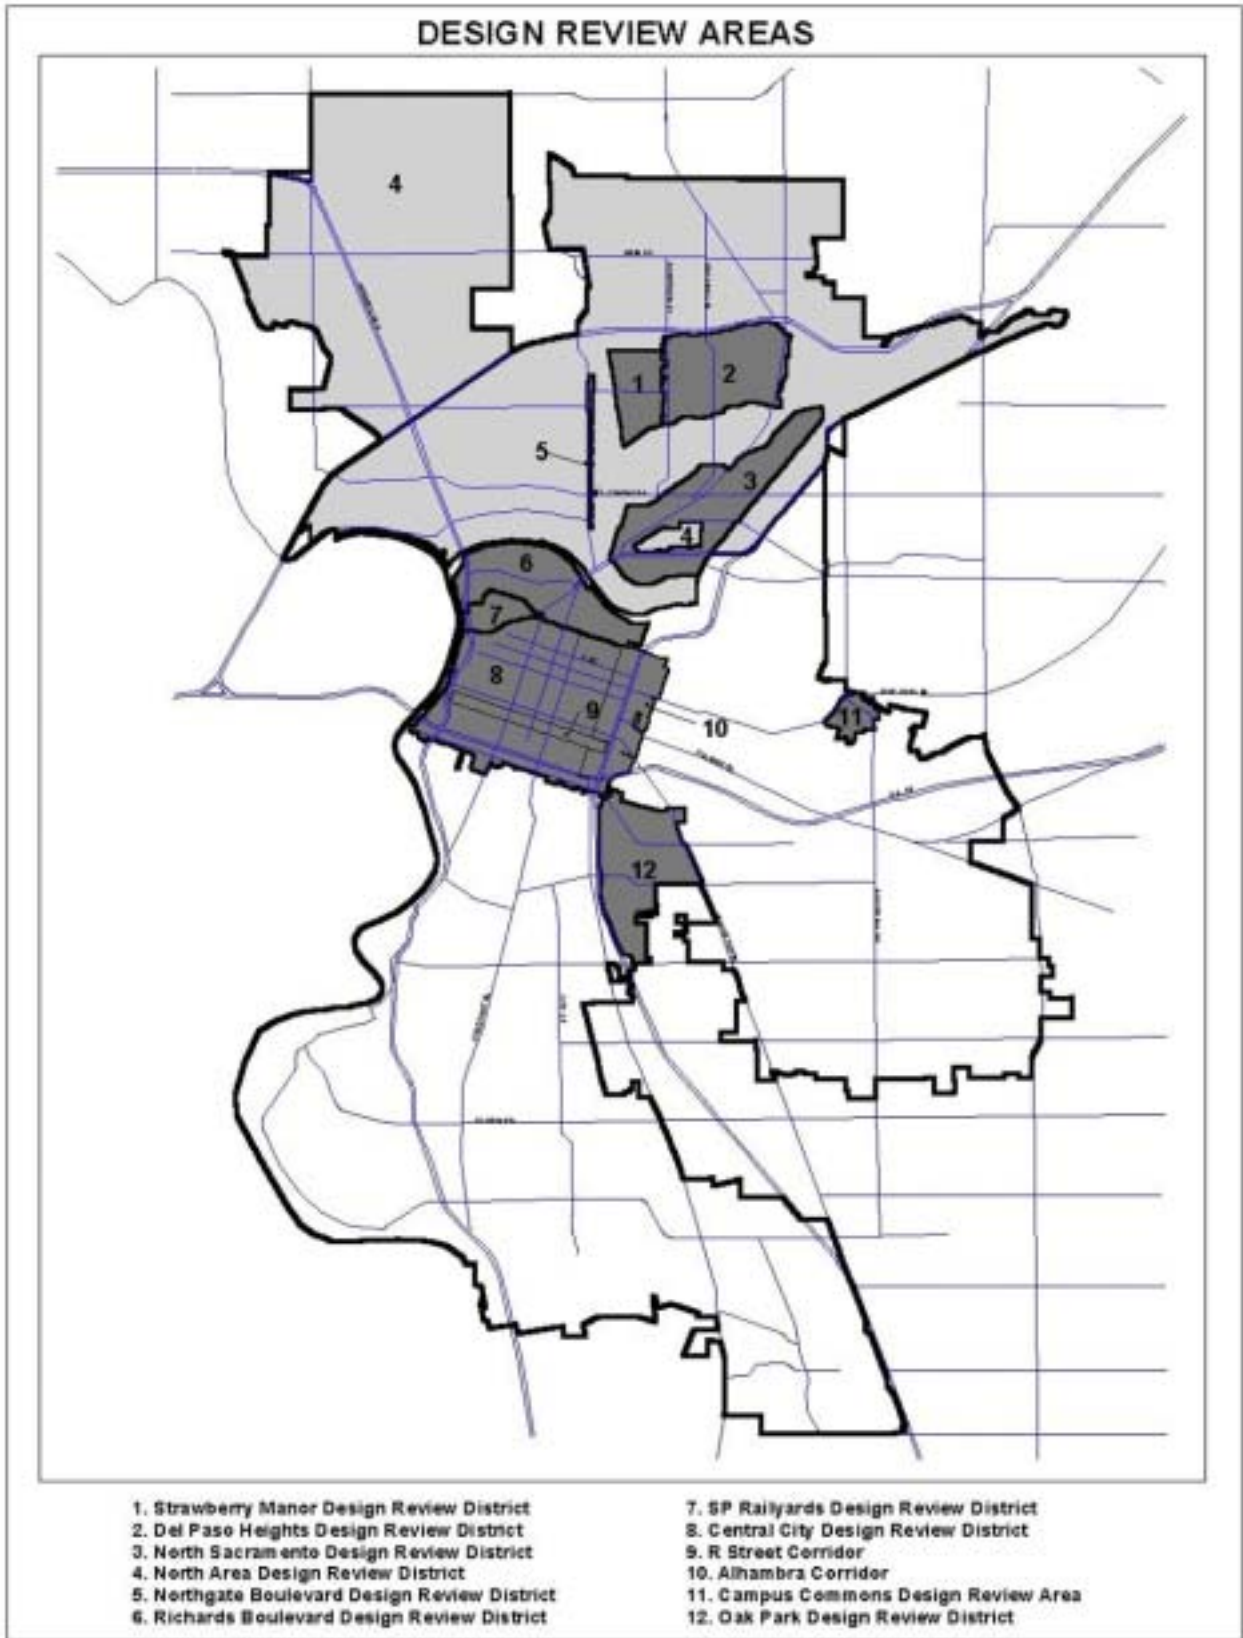 DESIGN REVIEW AREAS
4
1
2
5
3
4
6
7
8
9
10
11
12
1. Strawberry Manor Design Review District
2. Del Paso Heights Design Review District
3. North Sacramento Design Review District
4. North Area Design Review District
5. Northgate Boulevard Design Review District
6. Richards Boulevard Design Review District
7. SP Railyards Design Review District
8. Central City Design Review District
9. R Street Corridor
10. Alhambra Corridor
11. Campus Commons Design Review Area
12. Oak Park Design Review District